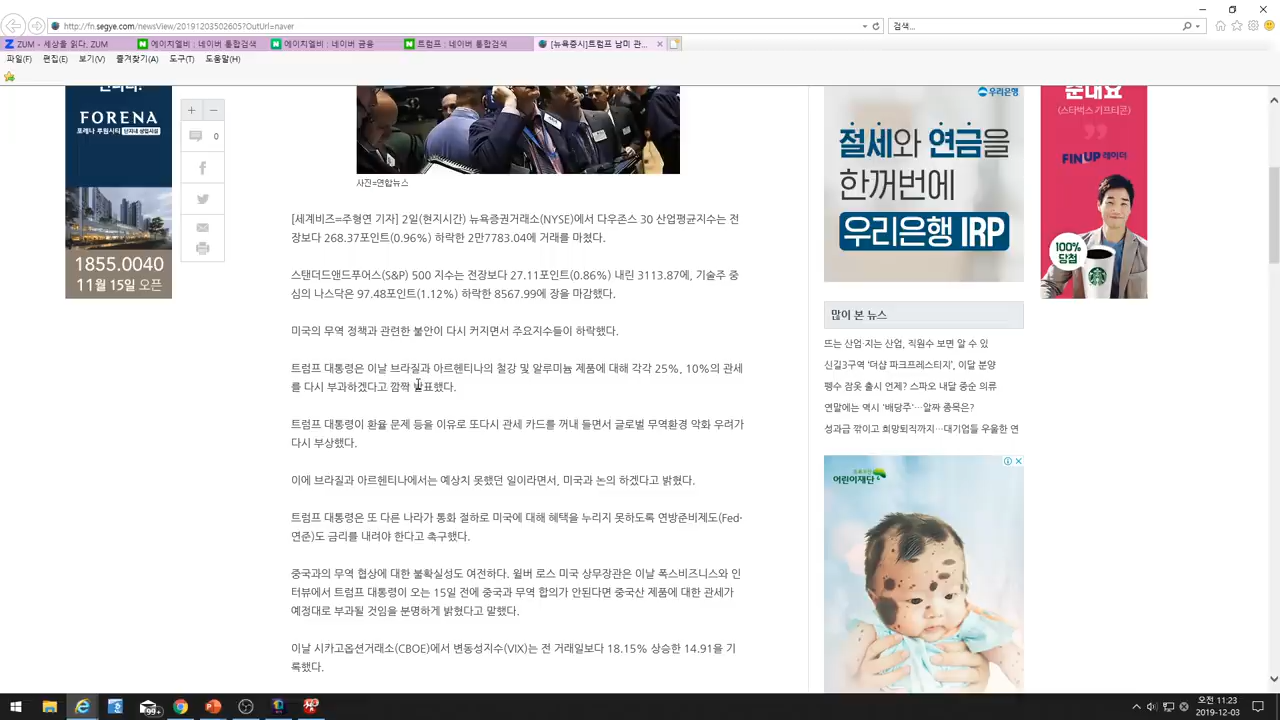 http://fn.segye.com/newsView/20191203502605?OutUrl=naver
검색...
ZUM - 세상을 읽다, ZUM
에이치엘비 : 네이버 통합검색
에이치엘비 : 네이버 금융
트럼프 : 네이버 통합검색
[뉴욕증시]트럼프 남미 관...
파일(F) 편집(E) 보기(V) 즐겨찾기(A) 도구(T) 도움말(H)
FORENA
포레나 루원시티 단지내 상업시설
1855.0040
11월 15일 오픈
0
사진=연합뉴스
[세계비즈=주형연 기자] 2일(현지시간) 뉴욕증권거래소(NYSE)에서 다우존스 30 산업평균지수는 전
장보다 268.37포인트(0.96%) 하락한 2만7783.04에 거래를 마쳤다.
스탠더드앤드푸어스(S&P) 500 지수는 전장보다 27.11포인트(0.86%) 내린 3113.87에, 기술주 중
심의 나스닥은 97.48포인트(1.12%) 하락한 8567.99에 장을 마감했다.
미국의 무역 정책과 관련한 불안이 다시 커지면서 주요지수들이 하락했다.
트럼프 대통령은 이날 브라질과 아르헨티나의 철강 및 알루미늄 제품에 대해 각각 25%, 10%의 관세
를 다시 부과하겠다고 깜짝 발표했다.
트럼프 대통령이 환율 문제 등을 이유로 또다시 관세 카드를 꺼내 들면서 글로벌 무역환경 악화 우려가
다시 부상했다.
이에 브라질과 아르헨티나에서는 예상치 못했던 일이라면서, 미국과 논의 하겠다고 밝혔다.
트럼프 대통령은 또 다른 나라가 통화 절하로 미국에 대해 혜택을 누리지 못하도록 연방준비제도(Fed·
연준)도 금리를 내려야 한다고 촉구했다.
중국과의 무역 협상에 대한 불확실성도 여전하다. 윌버 로스 미국 상무장관은 이날 폭스비즈니스와 인
터뷰에서 트럼프 대통령이 오는 15일 전에 중국과 무역 합의가 안된다면 중국산 제품에 대한 관세가
예정대로 부과될 것임을 분명하게 밝혔다고 말했다.
이날 시카고옵션거래소(CBOE)에서 변동성지수(VIX)는 전 거래일보다 18.15% 상승한 14.91을 기
록했다.
우리은행
절세와 연금을
한꺼번에
우리은행 IRP
많이 본 뉴스
뜨는 산업·지는 산업, 직원수 보면 알 수 있
신길3구역 '더샵 파크프레스티지', 이달 분양
펭수 잠옷 출시 언제? 스파오 내달 중순 의류
연말에는 역시 '배당주'…알짜 종목은?
성과금 깎이고 희망퇴직까지…대기업들 우울한 연
어린이재단
(스타벅스 기프티콘)
FINUP 레이더
100%
당첨
99+
오전 11:23
2019-12-03